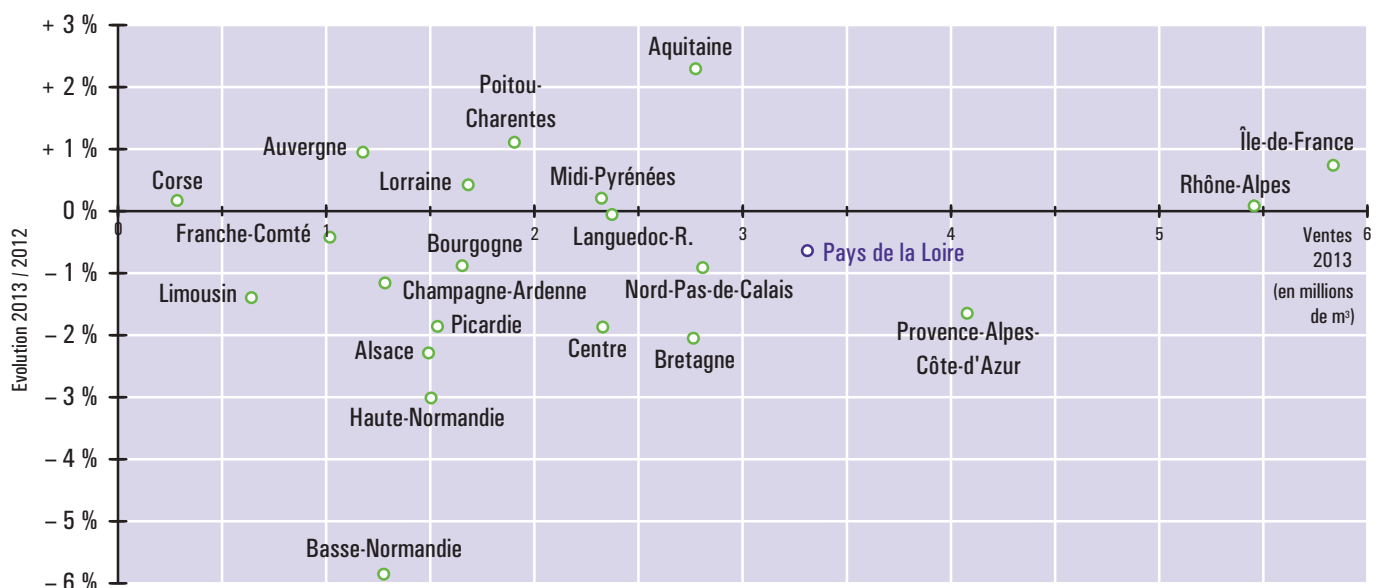 + 3 %
Aquitaine
+ 2 %
Poitou-
Charentes
+ 1 %
Auvergne
Île-de-France
Corse
Lorraine
Midi-Pyrénées
Rhône-Alpes
0 %
0 1 2 3 4 5 6
Franche-Comté
Bourgogne
Languedoc-R.
Pays de la Loire
Ventes
2013
(en millions
de m³)
– 1 %
Limousin
Champagne-Ardenne
Nord-Pas-de-Calais
Picardie
– 2 %
Alsace
Centre
Bretagne
Provence-Alpes-
Côte-d'Azur
– 3 %
Haute-Normandie
– 4 %
– 5 %
Basse-Normandie
– 6 %
Evolution 2013 / 2012